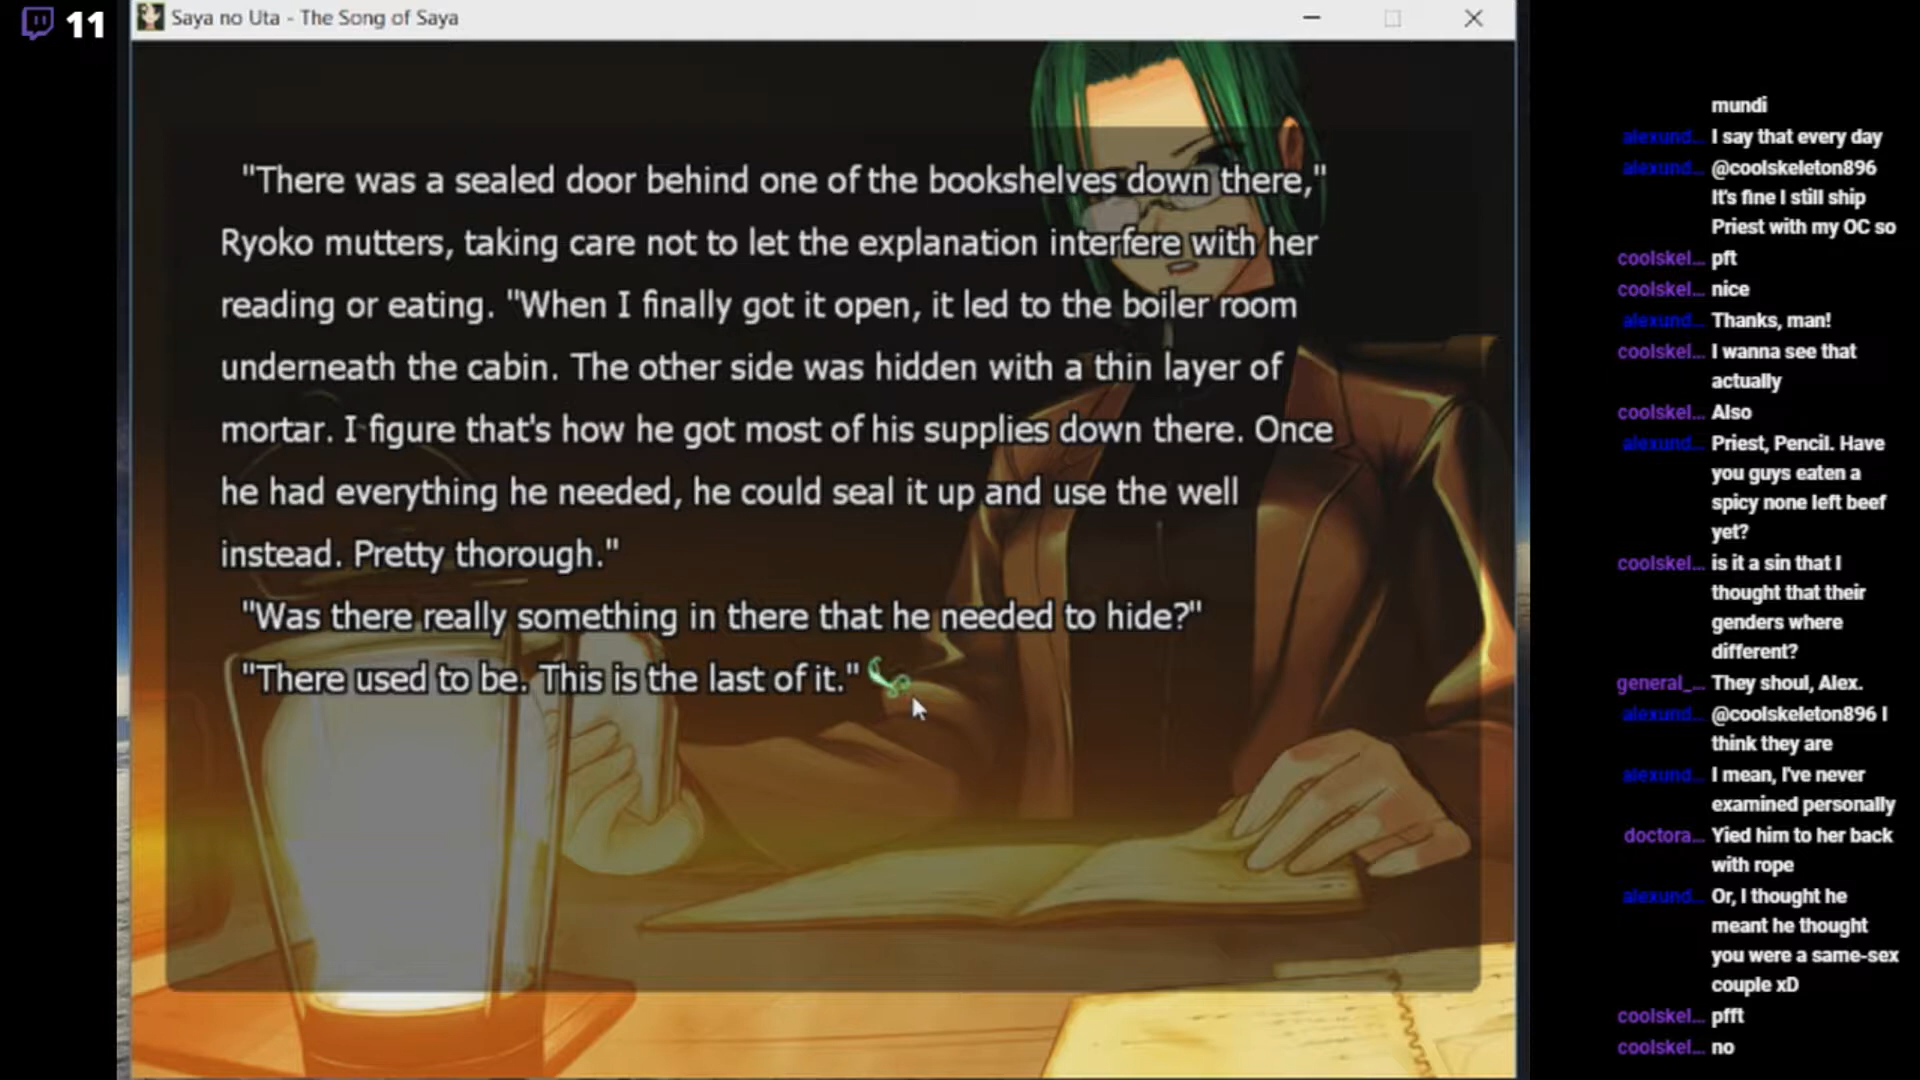 11
Saya no Uta - The Song of Saya
"There was a sealed door behind one of the bookshelves down there,"
Ryoko mutters, taking care not to let the explanation interfere with her
reading or eating. "When I finally got it open, it led to the boiler room
underneath the cabin. The other side was hidden with a thin layer of
mortar. I figure that's how he got most of his supplies down there. Once
he had everything he needed, he could seal it up and use the well
instead. Pretty thorough."
"Was there really something in there that he needed to hide?"
"There used to be. This is the last of it."
mundi
alexund... I say that every day
alexund... @coolskeleton896
It's fine I still ship
Priest with my OC so
coolskel... pft
coolskel... nice
alexund... Thanks, man!
coolskel... I wanna see that
actually
coolskel... Also
alexund... Priest, Pencil. Have
you guys eaten a
spicy none left beef
yet?
coolskel... is it a sin that I
thought that their
genders where
different?
general_... They shoul, Alex.
alexund... @coolskeleton896 I
think they are
alexund... I mean, I've never
examined personally
doctora... Yied him to her back
with rope
alexund... Or, I thought he
meant he thought
you were a same-sex
couple xD
coolskel... pfft
coolskel... no